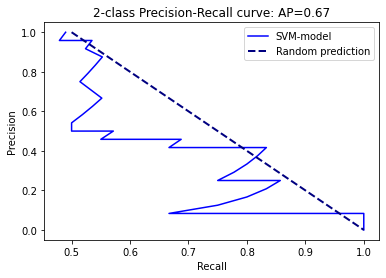 2-class Precision-Recall curve: AP=0.67
SVM-model
Random prediction
Precision
1.0
0.8
0.6
0.4
0.2
0.0
0.5
0.6
0.7
0.8
0.9
1.0
Recall